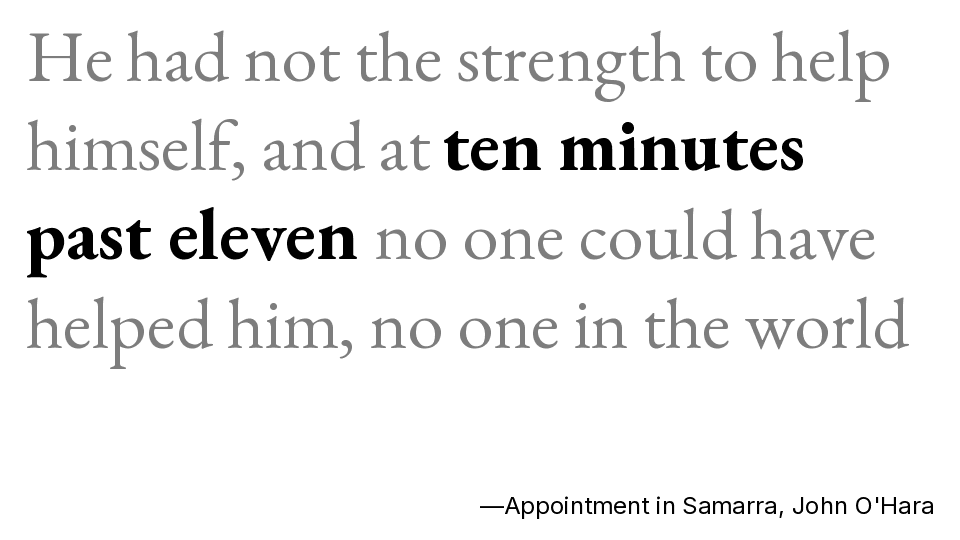 He had not the strength to help
himself, and at ten minutes
past eleven no one could have
helped him, no one in the world
—Appointment in Samarra, John O'Hara